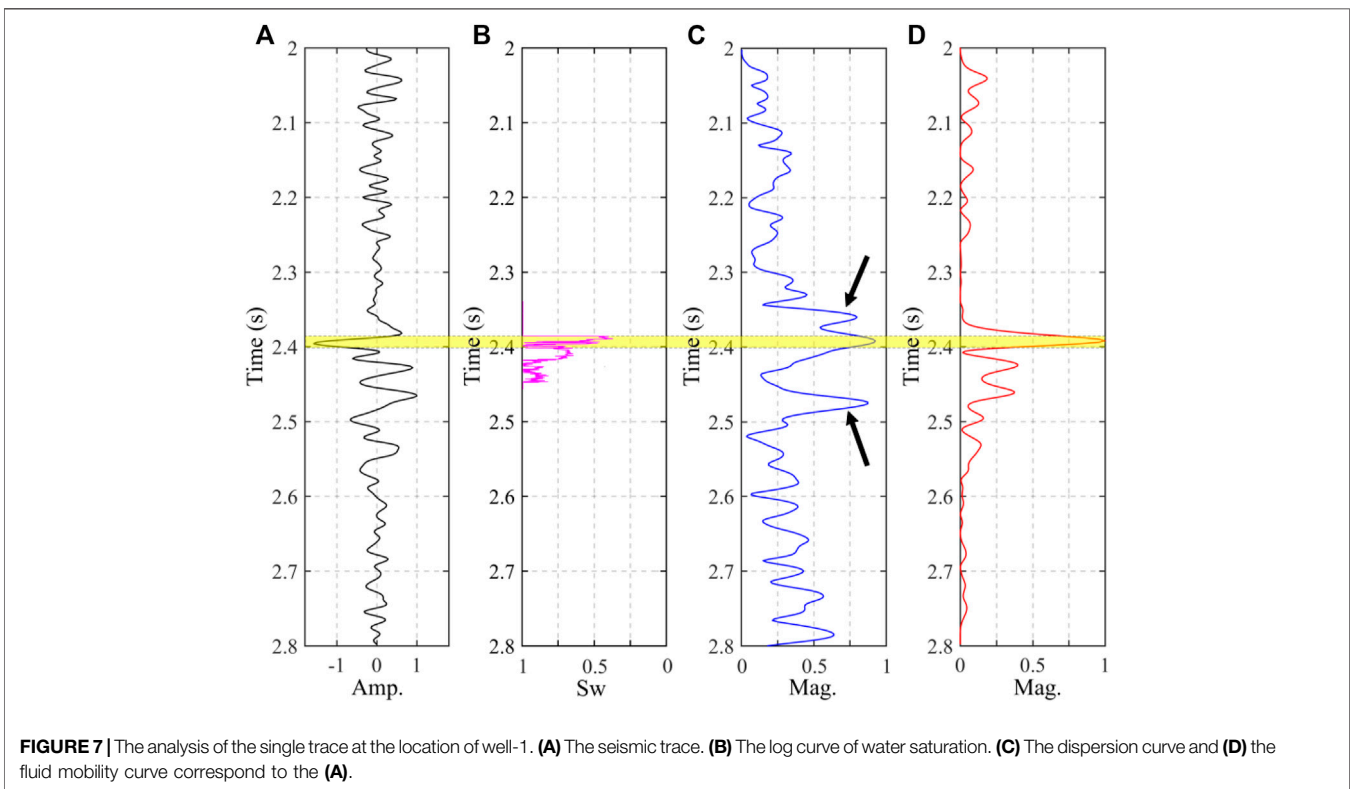 A B C D
2 2 2 2
2.1 2.1 2.1 2.1
2.2 2.2 2.2 2.2
2.3 2.3 2.3 2.3
Time (s) Time (s) Time (s) Time (s)
2.4 2.4 2.4 2.4
2.5 2.5 2.5 2.5
2.6 2.6 2.6 2.6
2.7 2.7 2.7 2.7
2.8 2.8 2.8 2.8
-1 0 1 1 0.5 0 0 0.5 1 0 0.5 1
Amp. Sw Mag. Mag.
FIGURE 7 | The analysis of the single trace at the location of well-1. (A) The seismic trace. (B) The log curve of water saturation. (C) The dispersion curve and (D) the
fluid mobility curve correspond to the (A).